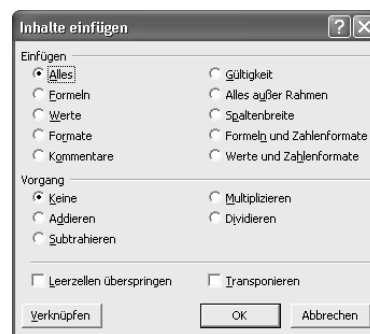 Inhalte einfügen
Einfügen
Alles
Gültigkeit
Formeln
Alles außer Rahmen
Werte
Spaltenbreite
Formate
Formeln und Zahlenformate
Kommentare
Werte und Zahlenformate
Vorgang
Keine
Multiplizieren
Addieren
Dividieren
Subtrahieren
Leerzellen überspringen
Transponieren
Verknüpfen
OK
Abbrechen